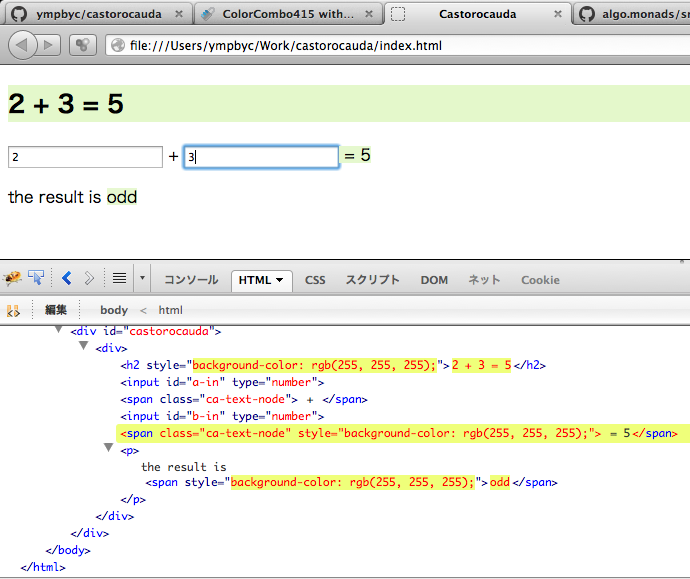 ympbyc/castorocauda × ColorCombo415 with... × Castorocauda × algo.monads/sr
file:///Users/ympbyc/Work/castorocauda/index.html
2 + 3 = 5
2 + 3 = 5
the result is odd
コンソール HTML CSS スクリプト DOM ネット Cookie
編集 body < html
<div id="castorocauda">
<div>
<h2 style="background-color: rgb(255, 255, 255);">2 + 3 = 5</h2>
<input id="a-in" type="number">
<span class="ca-text-node"> + </span>
<input id="b-in" type="number">
<span class="ca-text-node" style="background-color: rgb(255, 255, 255);"> = 5</span>
<p>
the result is
<span style="background-color: rgb(255, 255, 255);">odd</span>
</p>
</div>
</div>
</body>
</html>